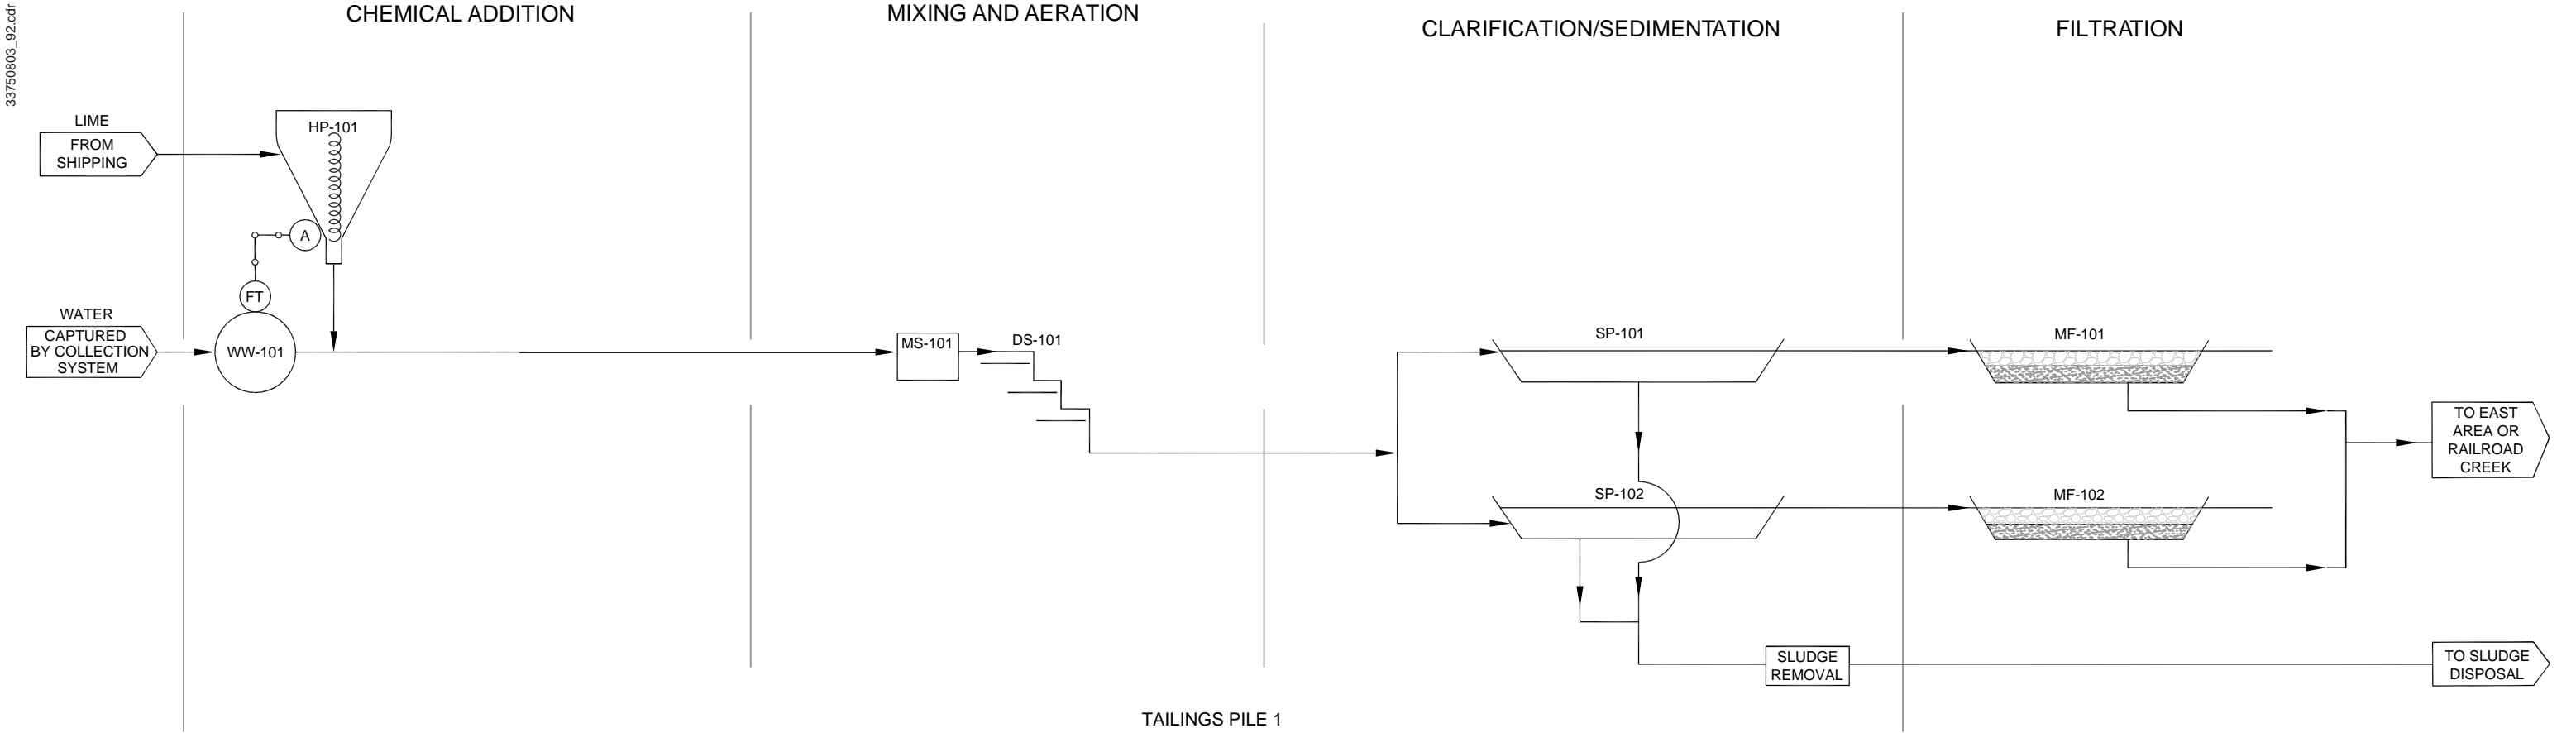 33750803_92.cdr
CHEMICAL ADDITION
MIXING AND AERATION
CLARIFICATION/SEDIMENTATION
FILTRATION
LIME
FROM
SHIPPING
HP-101
A
FT
WATER
CAPTURED
BY COLLECTION
SYSTEM
WW-101
MS-101
DS-101
SP-101
MF-101
SP-102
MF-102
TO EAST
AREA OR
RAILROAD
CREEK
SLUDGE
REMOVAL
TO SLUDGE
DISPOSAL
TAILINGS PILE 1